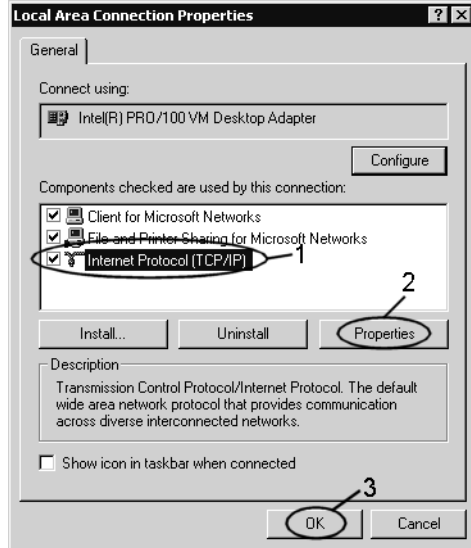 Local Area Connection Properties
General
Connect using:
Intel(R) PRO/100 VM Desktop Adapter
Configure
Components checked are used by this connection:
Client for Microsoft Networks
File and Printer Sharing for Microsoft Networks
Internet Protocol (TCP/IP) 1
2
Install... Uninstall Properties
Description
Transmission Control Protocol/Internet Protocol. The default
wide area network protocol that provides communication
across diverse interconnected networks.
Show icon in taskbar when connected
3
OK Cancel